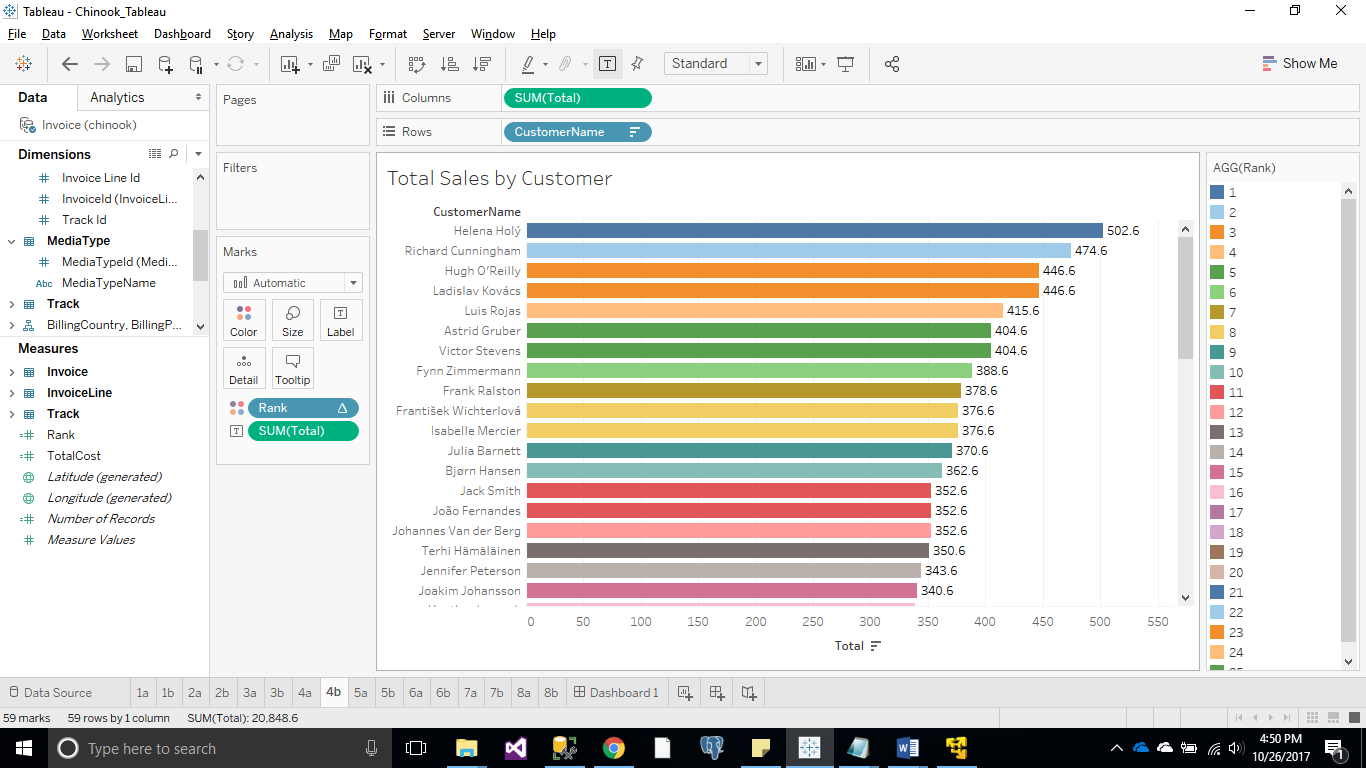 Tableau - Chinook_Tableau
File Data Worksheet Dashboard Story Analysis Map Format Server Window Help
Standard
Show Me
Data Analytics
Invoice (chinook)
Dimensions
Invoice Line Id
InvoiceId (InvoiceLi...
Track Id
MediaType
MediaTypeId (Medi...
Abc MediaTypeName
Track
BillingCountry, BillingP...
Measures
Invoice
InvoiceLine
Track
Rank
TotalCost
Latitude (generated)
Longitude (generated)
Number of Records
Measure Values
Pages
Filters
Marks
Automatic
Color Size Label
Detail Tooltip
Rank
SUM(Total)
Columns SUM(Total)
Rows CustomerName
Total Sales by Customer
CustomerName
Helena Holý 502.6
Richard Cunningham 474.6
Hugh O'Reilly 446.6
Ladislav Kovács 446.6
Luis Rojas 415.6
Astrid Gruber 404.6
Victor Stevens 404.6
Fynn Zimmermann 388.6
Frank Ralston 378.6
František Wichterlová 376.6
Isabelle Mercier 376.6
Julia Barnett 370.6
Bjørn Hansen 362.6
Jack Smith 352.6
João Fernandes 352.6
Johannes Van der Berg 352.6
Terhi Hämäläinen 350.6
Jennifer Peterson 343.6
Joakim Johansson 340.6
0 50 100 150 200 250 300 350 400 450 500 550
Total
AGG(Rank)
1
2
3
4
5
6
7
8
9
10
11
12
13
14
15
16
17
18
19
20
21
22
23
24
Data Source 1a 1b 2a 2b 3a 3b 4a 4b 5a 5b 6a 6b 7a 7b 8a 8b Dashboard 1
59 marks 59 rows by 1 column SUM(Total): 20,848.6
Type here to search
4:50 PM
10/26/2017
1